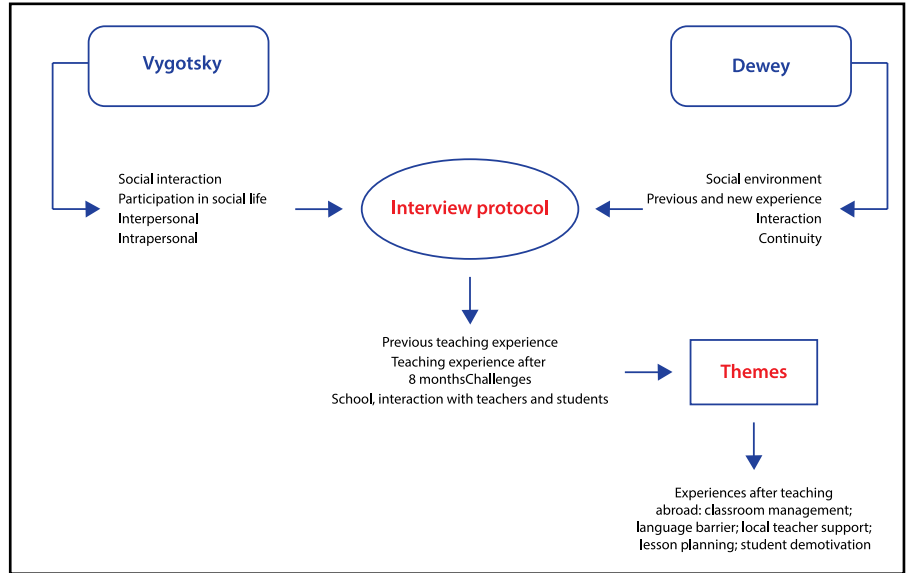 Vygotsky
Dewey
Social interaction
Participation in social life
Interpersonal
Intrapersonal
Interview protocol
Social environment
Previous and new experience
Interaction
Continuity
Previous teaching experience
Teaching experience after
8 monthsChallenges
School, interaction with teachers and students
Themes
Experiences after teaching
abroad: classroom management;
language barrier; local teacher support;
lesson planning; student demotivation